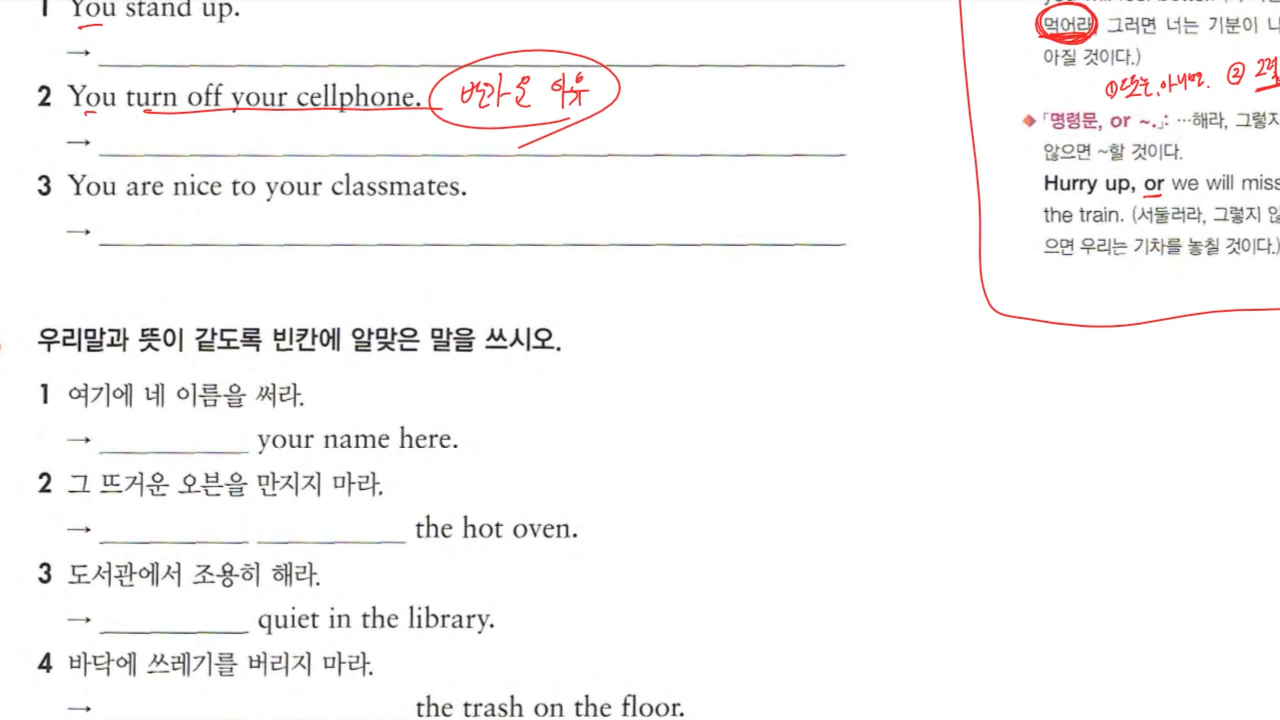 1 You stand up.
→
2 You turn off your cellphone.
→
3 You are nice to your classmates.
→
우리말과 뜻이 같도록 빈칸에 알맞은 말을 쓰시오.
1 여기에 네 이름을 써라.
→ your name here.
2 그 뜨거운 오븐을 만지지 마라.
→ the hot oven.
3 도서관에서 조용히 해라.
→ quiet in the library.
4 바닥에 쓰레기를 버리지 마라.
→ the trash on the floor.
먹어라, 그러면 너는 기분이 나
아질 것이다.)
① ②
◆ 「명령문, or ~.」: …해라, 그렇지
않으면 ~할 것이다.
Hurry up, or we will miss
the train. (서둘러라, 그렇지 않
으면 우리는 기차를 놓칠 것이다.)